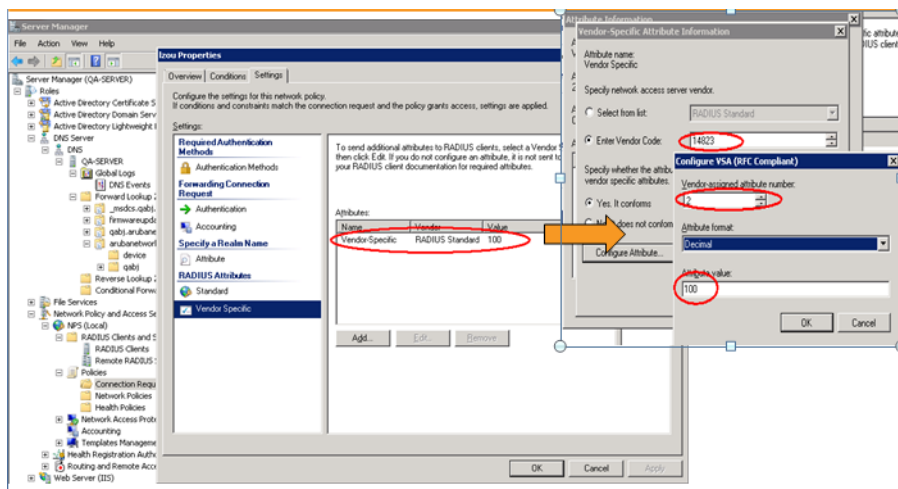 Server Manager
File Action View Help
Server Manager (QA-SERVER)
Roles
Active Directory Certificate S
Active Directory Domain Serv
Active Directory Lightweight
DNS Server
DNS
QA-SERVER
Global Logs
DNS Events
Forward Lookup
_msdcs.qabj.
firmwareupda
qabj.arubane
arubanetwork
device
qabj
Reverse Lookup
Conditional Forwa
File Services
Network Policy and Access Se
NPS (Local)
RADIUS Clients and S
RADIUS Clients
Remote RADIUS
Policies
Connection Requ
Network Policies
Health Policies
Network Access Prot
Accounting
Templates Manageme
Health Registration Auth
Routing and Remote Acce
Web Server (IIS)
Izou Properties
Overview Conditions Settings
Configure the settings for this network policy.
If conditions and constraints match the connection request and the policy grants access, settings are applied.
Settings:
Required Authentication
Methods
Authentication Methods
Forwarding Connection
Request
Authentication
Accounting
Specify a Realm Name
Attribute
RADIUS Attributes
Standard
Vendor Specific
To send additional attributes to RADIUS clients, select a Vendor S
then click Edit. If you do not configure an attribute, it is not sent to
your RADIUS client documentation for required attributes.
Attributes:
Name Vendor Value
Vendor-Specific RADIUS Standard 100
Add... Edit... Remove
OK Cancel Apply
Attribute Information
Vendor-Specific Attribute Information
Attribute name:
Vendor Specific
Specify network access server vendor.
Select from list: RADIUS Standard
Enter Vendor Code: 14823
Specify whether the attribu
vendor specific attributes.
Yes. It conforms
does not conform
Configure Attribute...
fic attribute
DIUS client
Configure VSA (RFC Compliant)
Vendor-assigned attribute number:
2
Attribute format:
Decimal
Attribute value:
100
OK Cancel